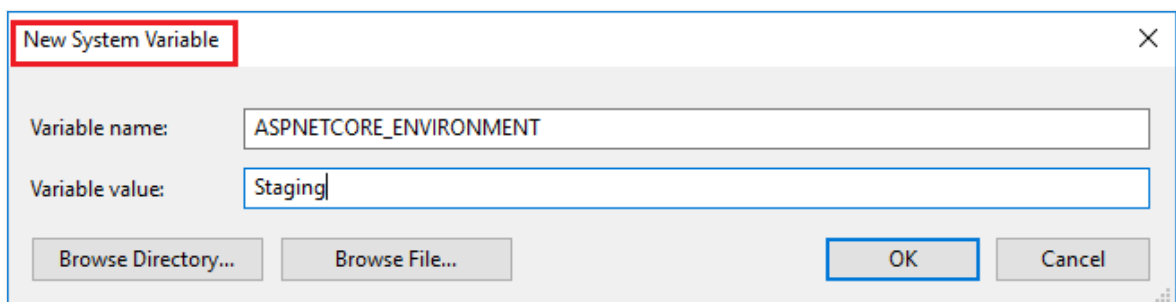 New System Variable
Variable name: ASPNETCORE_ENVIRONMENT
Variable value: Staging
Browse Directory... Browse File... OK Cancel